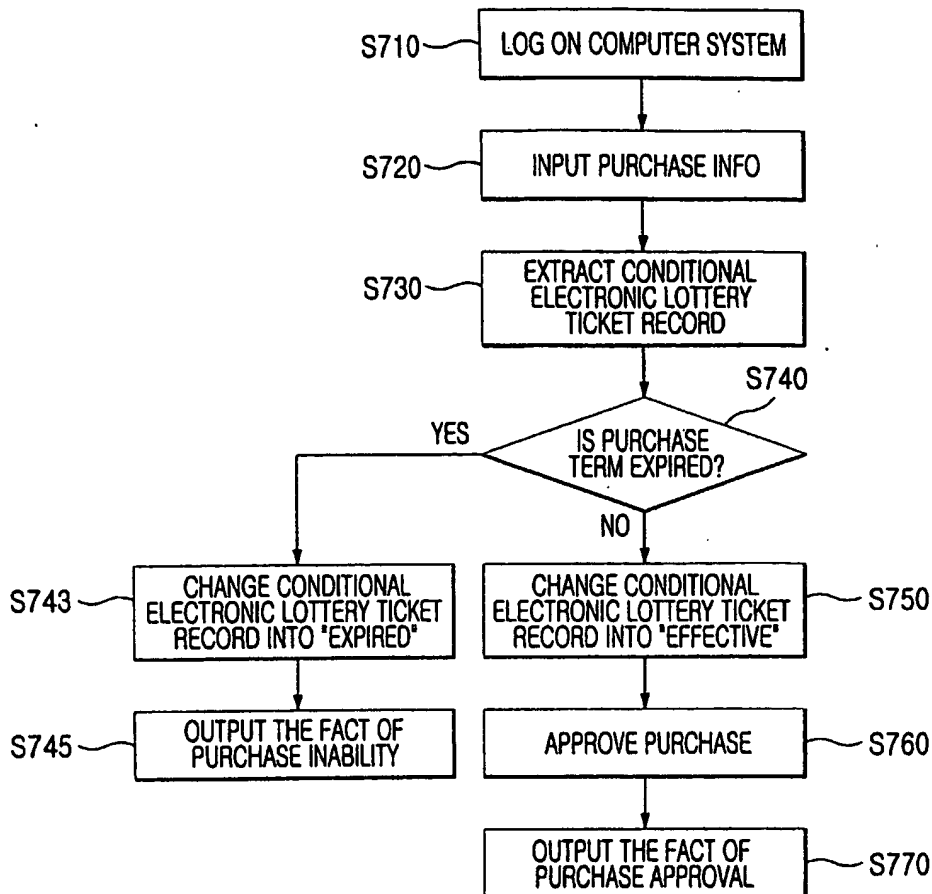 S710
LOG ON COMPUTER SYSTEM
S720
INPUT PURCHASE INFO
S730
EXTRACT CONDITIONAL
ELECTRONIC LOTTERY
TICKET RECORD
S740
IS PURCHASE
TERM EXPIRED?
YES
NO
S743
CHANGE CONDITIONAL
ELECTRONIC LOTTERY TICKET
RECORD INTO "EXPIRED"
CHANGE CONDITIONAL
ELECTRONIC LOTTERY TICKET
RECORD INTO "EFFECTIVE"
S750
S745
OUTPUT THE FACT OF
PURCHASE INABILITY
APPROVE PURCHASE
S760
OUTPUT THE FACT OF
PURCHASE APPROVAL
S770